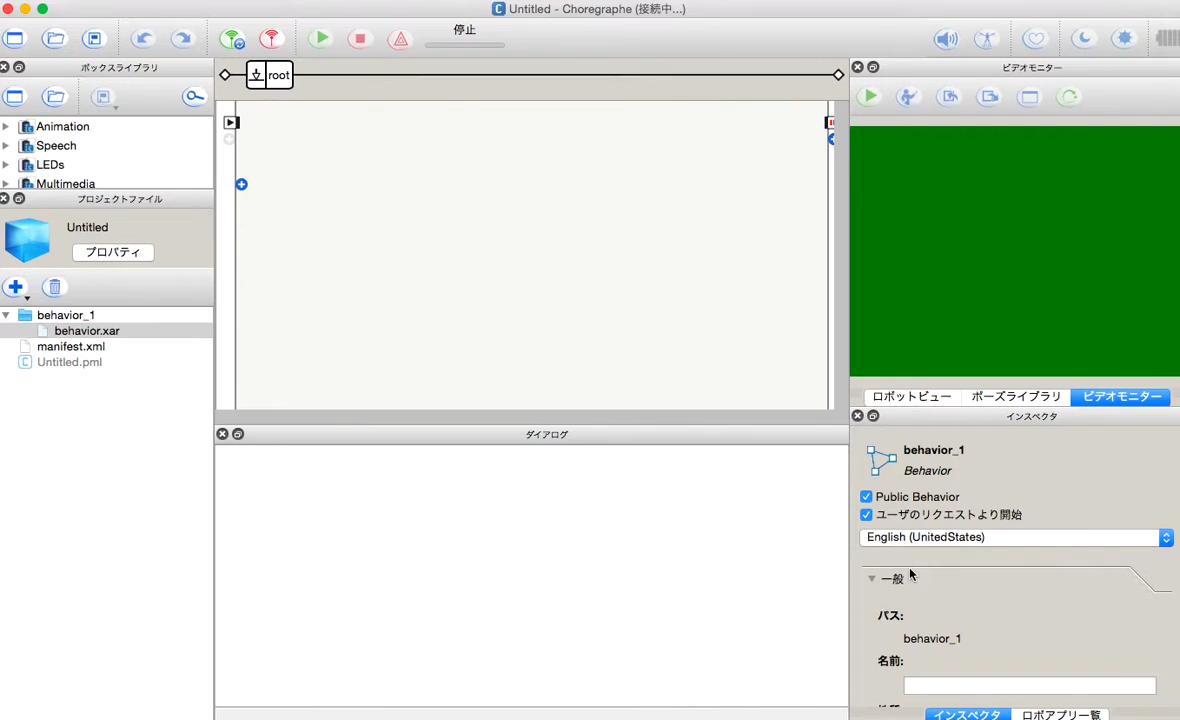 Untitled - Choregraphe (接続中...)
停止
ボックスライブラリ
root
ビデオモニター
Animation
Speech
LEDs
Multimedia
プロジェクトファイル
Untitled
プロパティ
behavior_1
behavior.xar
manifest.xml
Untitled.pml
ダイアログ
ロボットビュー ポーズライブラリ ビデオモニター
インスペクタ
behavior_1
Behavior
Public Behavior
ユーザのリクエストより開始
English (UnitedStates)
一般
パス:
behavior_1
名前:
インスペクタ ロボアプリ一覧